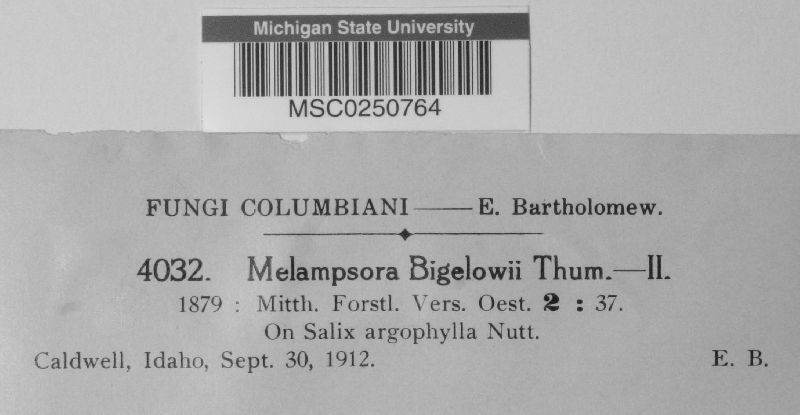 Michigan State University
MSC0250764
FUNGI COLUMBIANI — E. Bartholomew.
4032. Melampsora Bigelowii Thum.—II.
1879 : Mitth. Forstl. Vers. Oest. 2 : 37.
On Salix argophylla Nutt.
Caldwell, Idaho, Sept. 30, 1912. E. B.